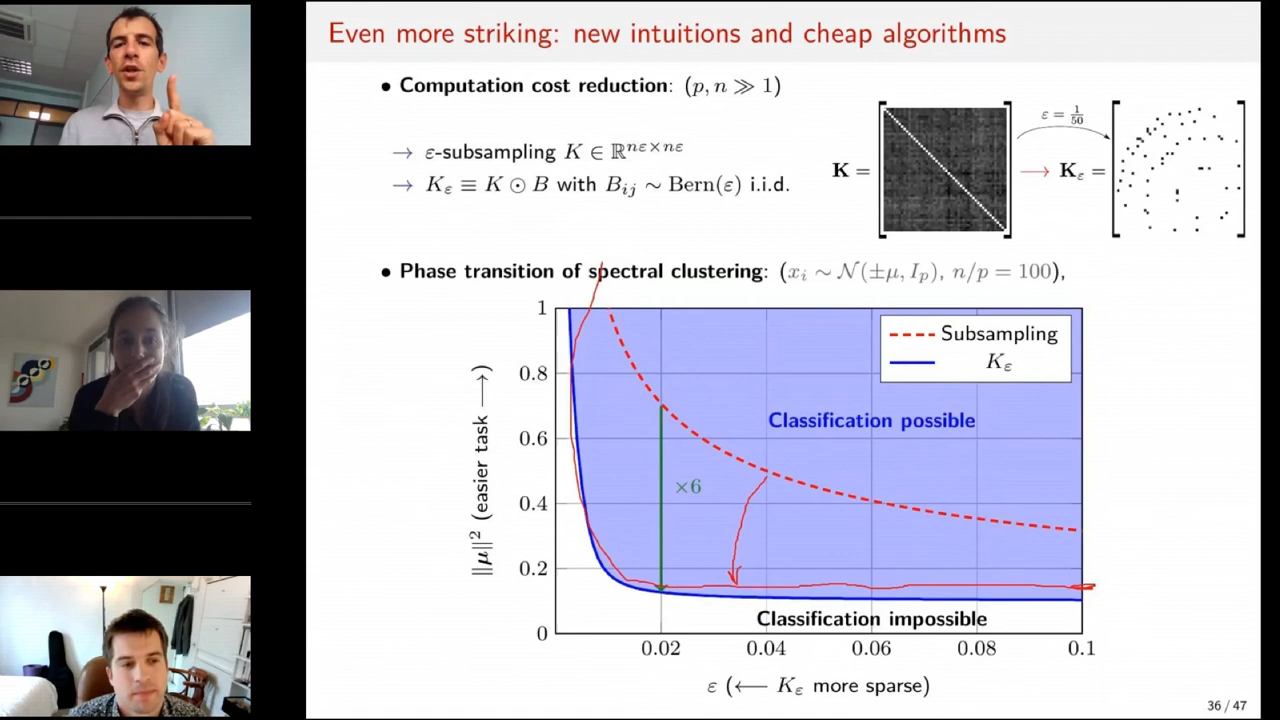 Even more striking: new intuitions and cheap algorithms
• Computation cost reduction: (p, n ≫ 1)
→ ε-subsampling K ∈ ℝ^{nε×nε}
→ K_ε ≡ K ⊙ B with B_{ij} ∼ Bern(ε) i.i.d.
K =
ε = 1/50
→ K_ε =
• Phase transition of spectral clustering: (x_i ∼ N(±μ, I_p), n/p = 100),
Subsampling
K_ε
Classification possible
×6
Classification impossible
1
0.8
0.6
0.4
0.2
0
‖μ‖² (easier task ⟶)
0.02 0.04 0.06 0.08 0.1
ε (⟵ K_ε more sparse)
36 / 47